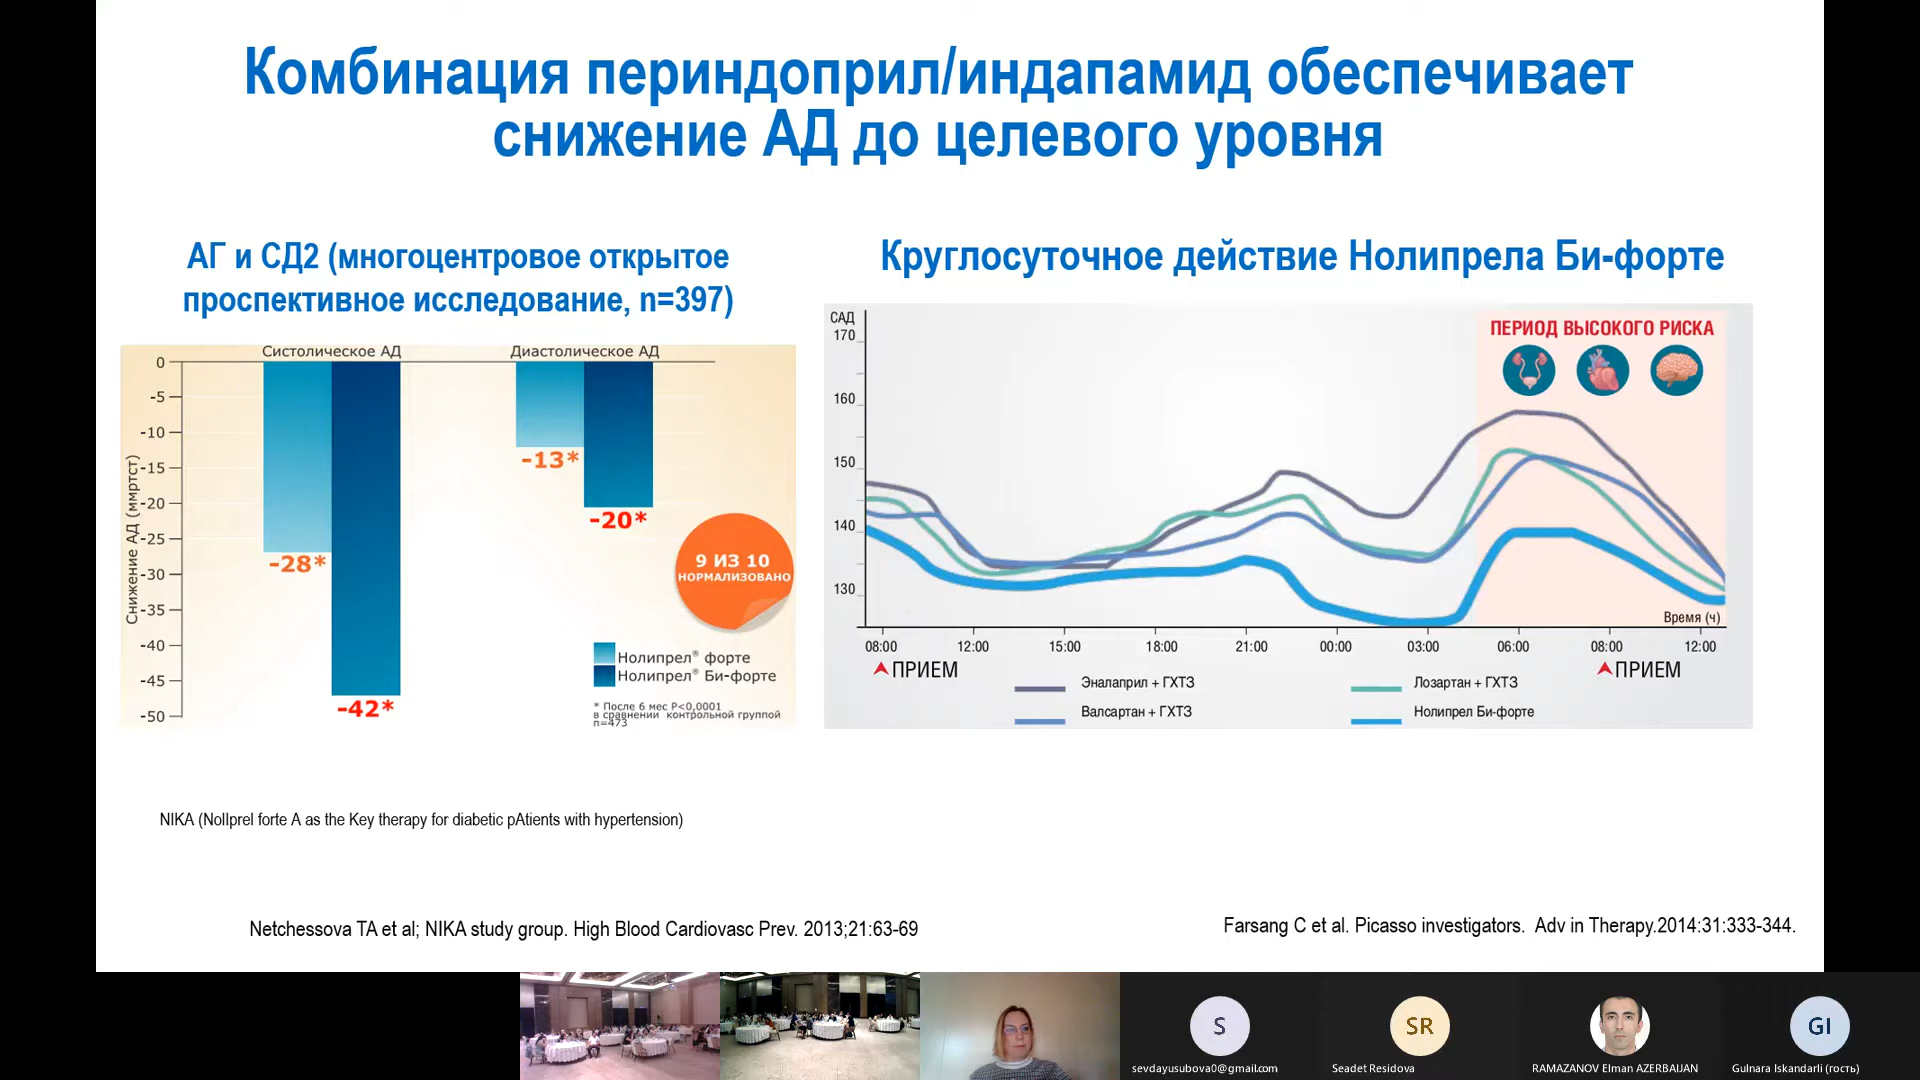 Комбинация периндоприл/индапамид обеспечивает
снижение АД до целевого уровня
АГ и СД2 (многоцентровое открытое
проспективное исследование, n=397)
Систолическое АД
Диастолическое АД
Снижение АД (ммртст)
0
-5
-10
-15
-20
-25
-30
-35
-40
-45
-50
-28*
-42*
-13*
-20*
9 ИЗ 10
НОРМАЛИЗОВАНО
Нолипрел® форте
Нолипрел® Би-форте
* После 6 мес P<0,0001
в сравнении контрольной группой
n=473
Круглосуточное действие Нолипрела Би-форте
САД
170
160
150
140
130
ПЕРИОД ВЫСОКОГО РИСКА
Время (ч)
08:00 12:00 15:00 18:00 21:00 00:00 03:00 06:00 08:00 12:00
ПРИЕМ
ПРИЕМ
Эналаприл + ГХТЗ
Лозартан + ГХТЗ
Валсартан + ГХТЗ
Нолипрел Би-форте
NIKA (NolIprel forte A as the Key therapy for diabetic pAtients with hypertension)
Netchessova TA et al; NIKA study group. High Blood Cardiovasc Prev. 2013;21:63-69
Farsang C et al. Picasso investigators. Adv in Therapy.2014:31:333-344.
S
SR
GI
sevdayusubova0@gmail.com
Seadet Residova
RAMAZANOV Elman AZERBAIJAN
Gulnara Iskandarli (гость)